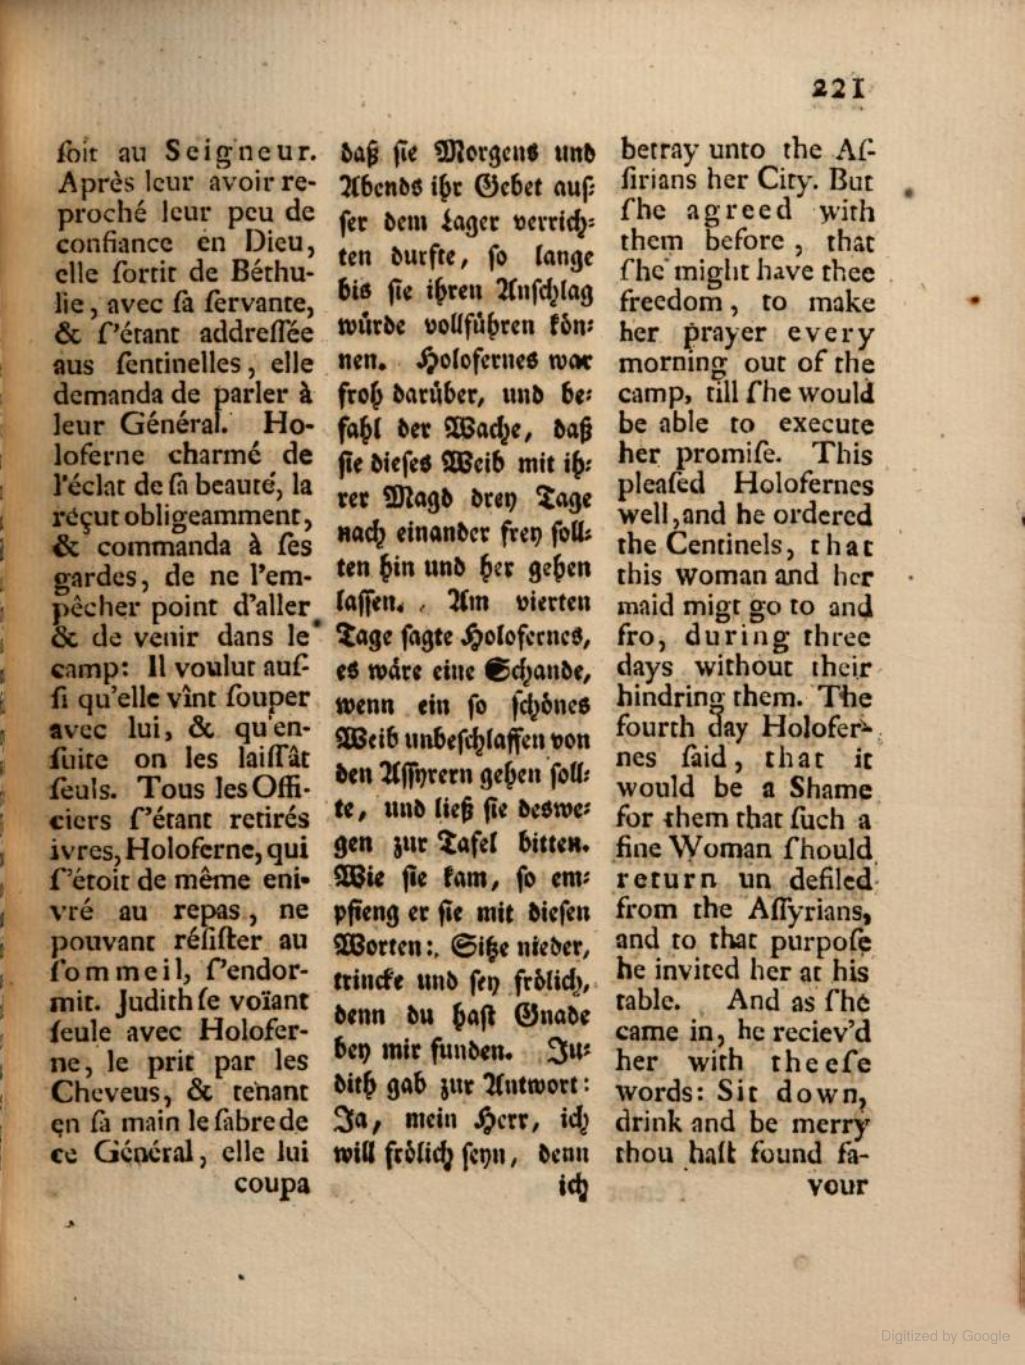 221
ſoit au Seigneur.
Après leur avoir re-
proché leur peu de
confiance en Dieu,
elle ſortit de Béthu-
lie, avec ſa ſervante,
& ſ'étant addreſſée
aus ſentinelles, elle
demanda de parler à
leur Général. Ho-
loferne charmé de
l'éclat de ſa beauté, la
réçut obligeamment,
& commanda à ſes
gardes, de ne l'em-
pêcher point d'aller
& de venir dans le
camp: Il voulut auſ-
ſi qu'elle vînt ſouper
avec lui, & qu'en-
ſuite on les laiſſât
ſeuls. Tous les Offi-
ciers ſ'étant retirés
ivres, Holoferne, qui
ſ'étoit de même eni-
vré au repas, ne
pouvant réſiſter au
ſommeil, ſ'endor-
mit. Judith ſe voïant
ſeule avec Holofer-
ne, le prit par les
Cheveus, & tenant
en ſa main le ſabre de
ce Général, elle lui
coupa
daß ſie Morgens und
Abends ihr Gebet auſ-
ſer dem Lager verrich-
ten durfte, ſo lange
bis ſie ihren Anſchlag
würde vollführen kön-
nen. Holofernes war
froh darüber, und be-
fahl der Wache, daß
ſie dieſes Weib mit ih-
rer Magd drey Tage
nach einander frey ſoll-
ten hin und her gehen
laſſen. Am vierten
Tage ſagte Holofernes,
es wäre eine Schande,
wenn ein ſo ſchönes
Weib unbeſchlaffen von
den Aſſyrern gehen ſoll-
te, und ließ ſie deswe-
gen zur Tafel bitten.
Wie ſie kam, ſo em-
pfieng er ſie mit dieſen
Worten: Sitze nieder,
trincke und ſey frölich,
denn du haſt Gnade
bey mir funden. Ju-
dith gab zur Antwort:
Ja, mein Herr, ich
will frölich ſeyn, denn
ich
betray unto the Aſ-
ſirians her City. But
ſhe agreed with
them before, that
ſhe might have thee
freedom, to make
her prayer every
morning out of the
camp, till ſhe would
be able to execute
her promiſe. This
pleaſed Holofernes
well, and he ordered
the Centinels, that
this woman and her
maid migt go to and
fro, during three
days without their
hindring them. The
fourth day Holofer-
nes ſaid, that it
would be a Shame
for them that ſuch a
fine Woman ſhould
return un defiled
from the Aſſyrians,
and to that purpoſe
he invited her at his
table. And as ſhe
came in, he reciev'd
her with theeſe
words: Sit down,
drink and be merry
thou haſt found fa-
vour
Digitized by Google